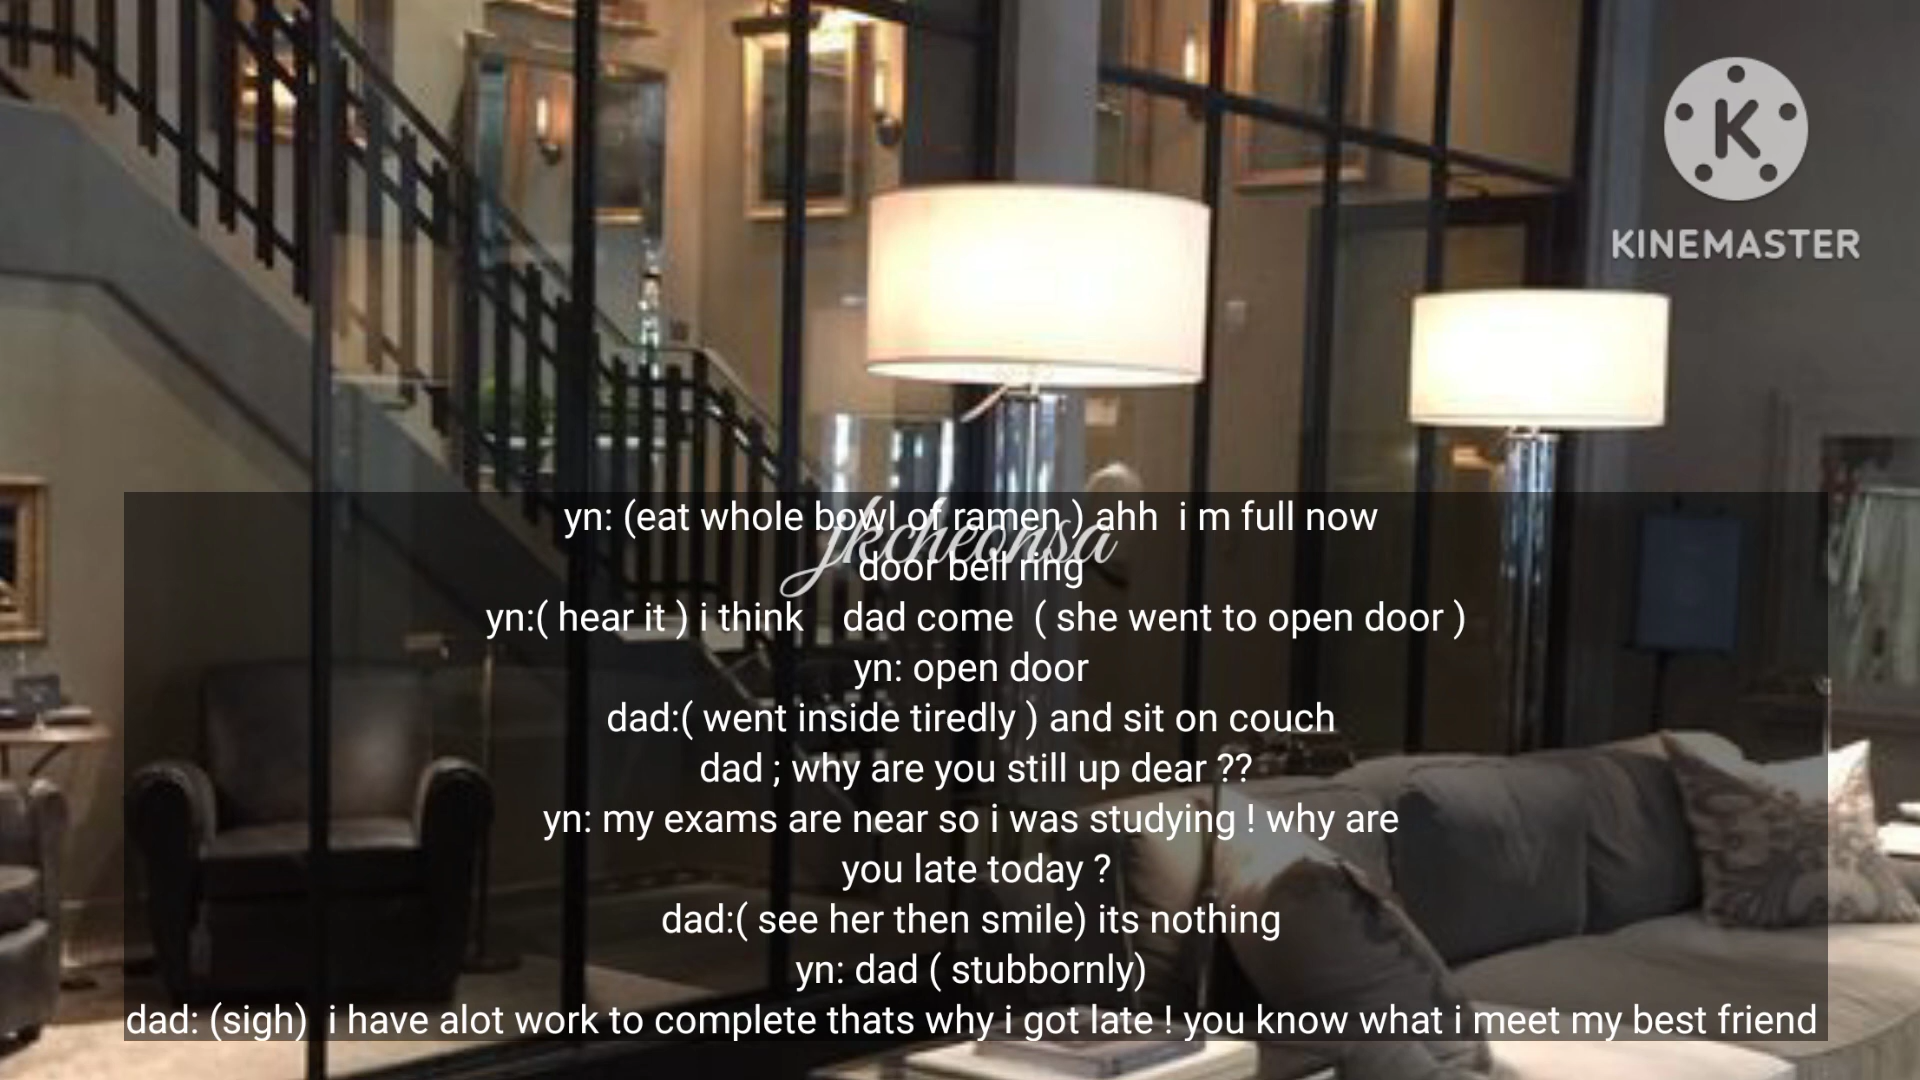 KINEMASTER
yn: (eat whole bowl of ramen ) ahh i m full now
jkcheonsa
door bell ring
yn:( hear it ) i think dad come ( she went to open door )
yn: open door
dad:( went inside tiredly ) and sit on couch
dad ; why are you still up dear ??
yn: my exams are near so i was studying ! why are
you late today ?
dad:( see her then smile) its nothing
yn: dad ( stubbornly)
dad: (sigh) i have alot work to complete thats why i got late ! you know what i meet my best friend